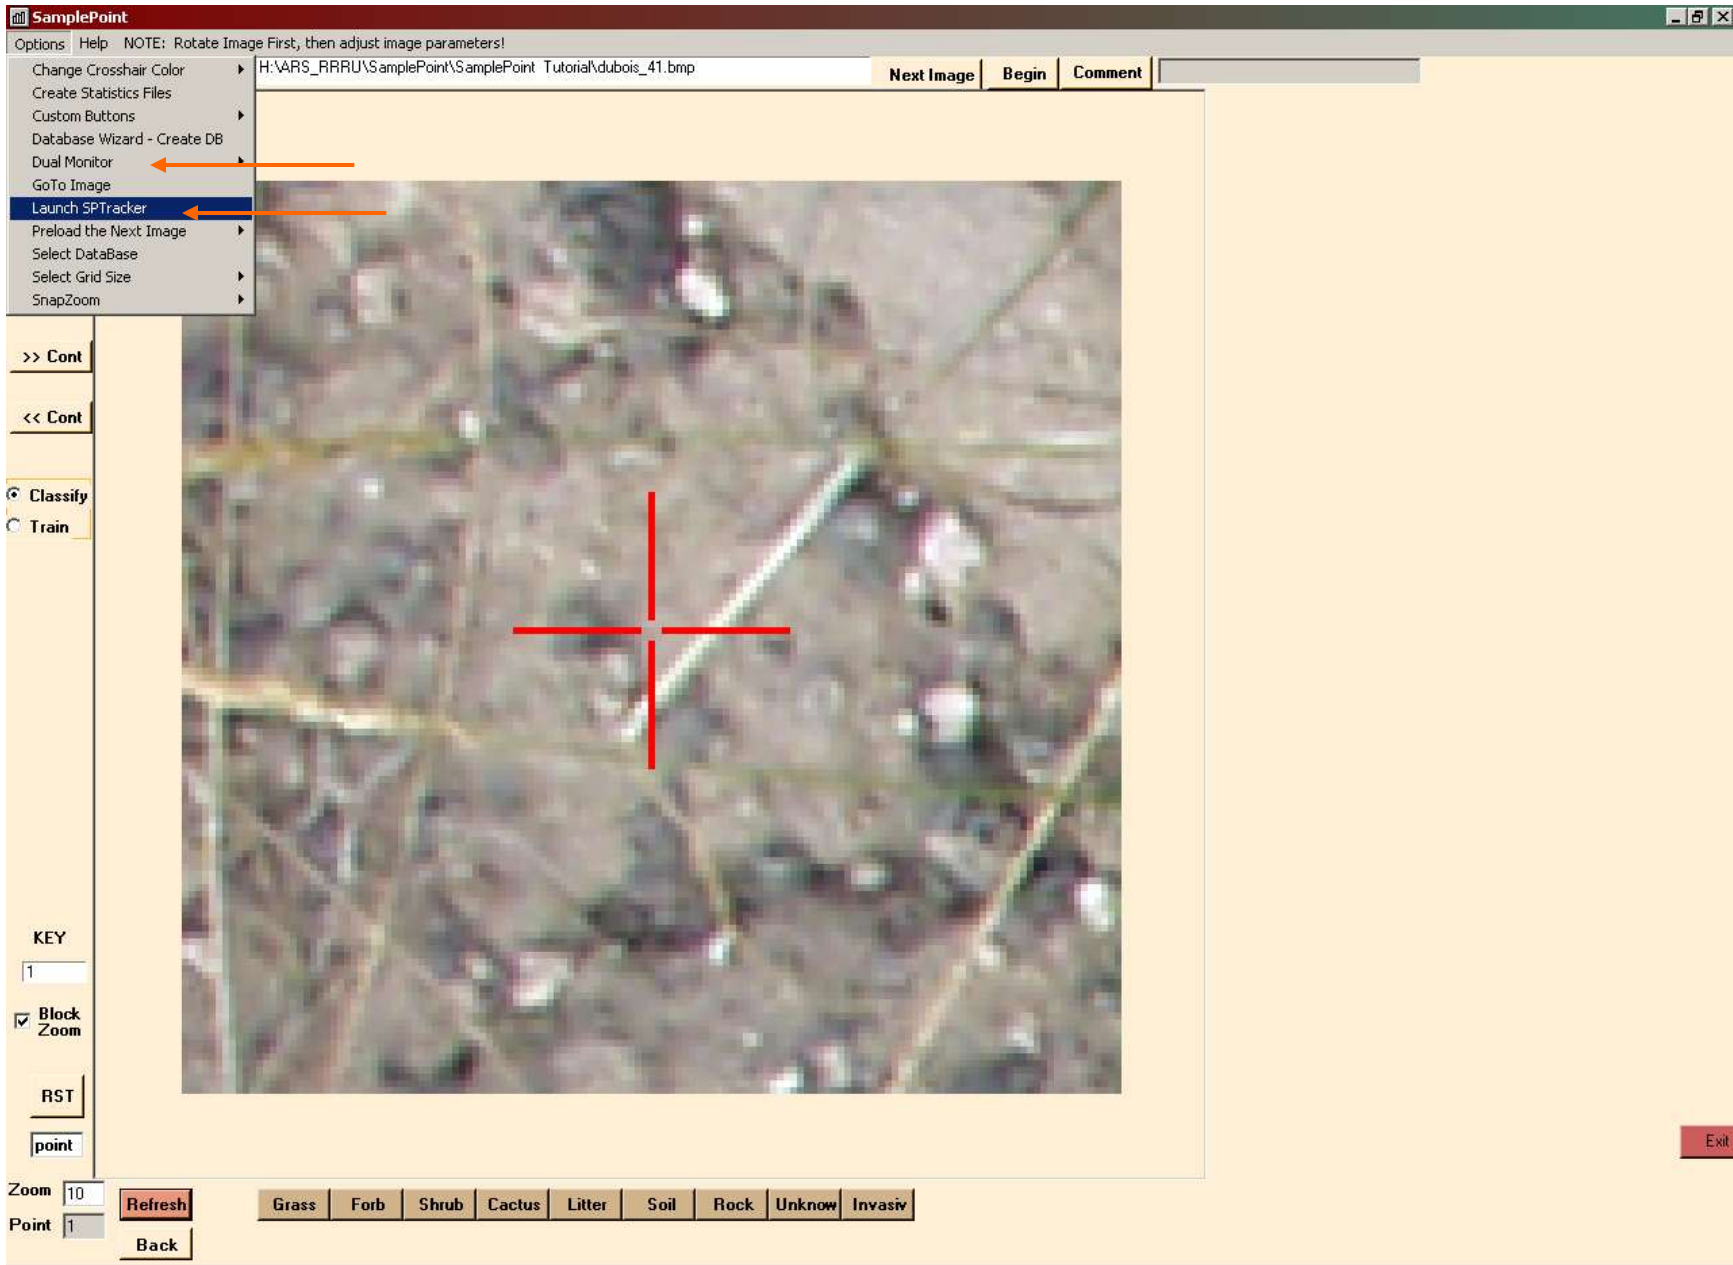 SamplePoint
Options Help NOTE: Rotate Image First, then adjust image parameters!
H:\ARS_RRRU\SamplePoint\SamplePoint Tutorial\dubois_41.bmp Next Image Begin Comment
Change Crosshair Color
Create Statistics Files
Custom Buttons
Database Wizard - Create DB
Dual Monitor
GoTo Image
Launch SPTracker
Preload the Next Image
Select DataBase
Select Grid Size
SnapZoom
>> Cont
<< Cont
Classify
Train
KEY
1
Block
Zoom
RST
point
Exit
Zoom 10
Refresh Grass Forb Shrub Cactus Litter Soil Rock Unknow Invasiv
Point 1
Back